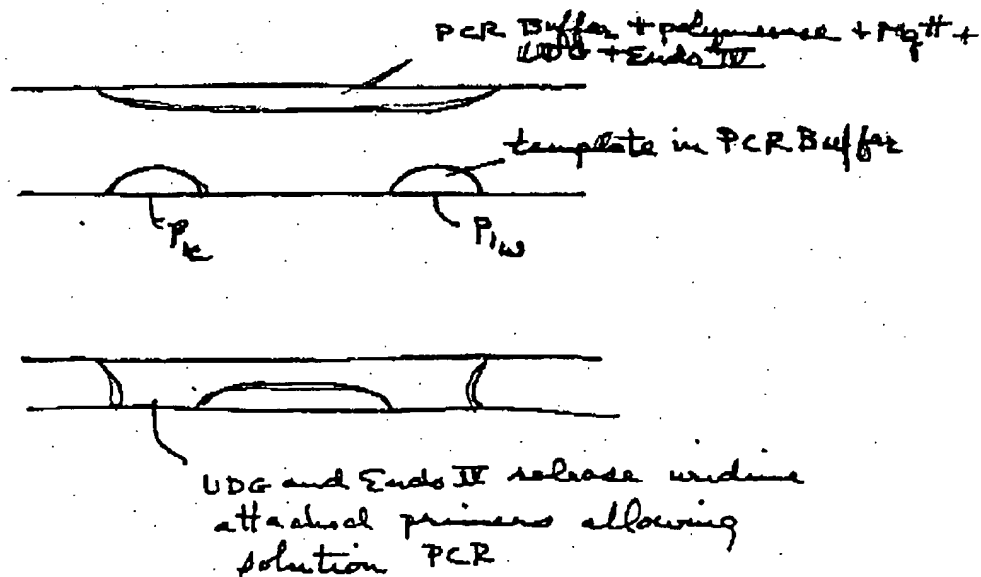 PCR Buffer + polymerase + Mg++ +
UDG + Endo IV
template in PCR Buffer
UDG and Endo IV release uridine
attached primers allowing
solution PCR